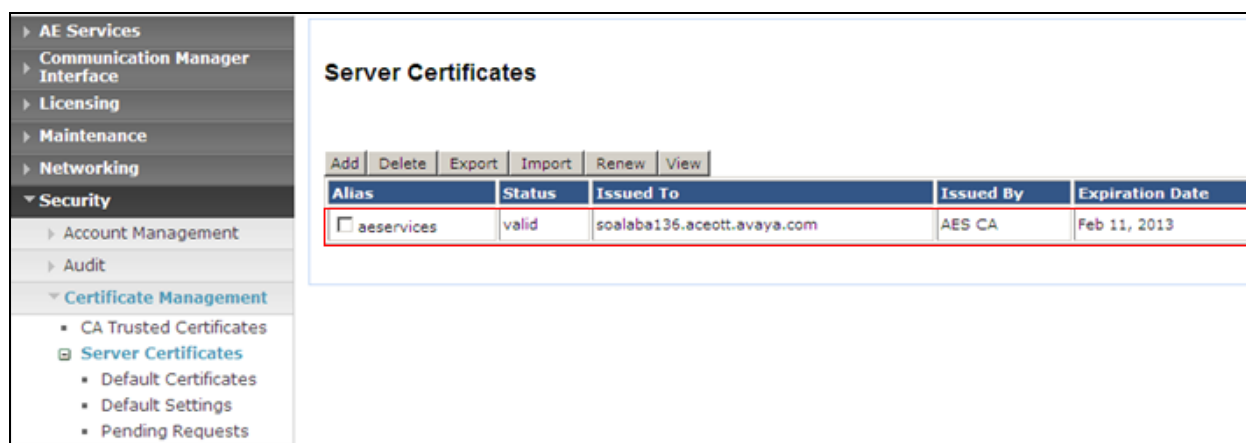 AE Services
Communication Manager
Interface
Licensing
Maintenance
Networking
Security
Account Management
Audit
Certificate Management
CA Trusted Certificates
Server Certificates
Default Certificates
Default Settings
Pending Requests
Server Certificates
Add Delete Export Import Renew View
Alias Status Issued To Issued By Expiration Date
aeservices valid soalaba136.aceott.avaya.com AES CA Feb 11, 2013